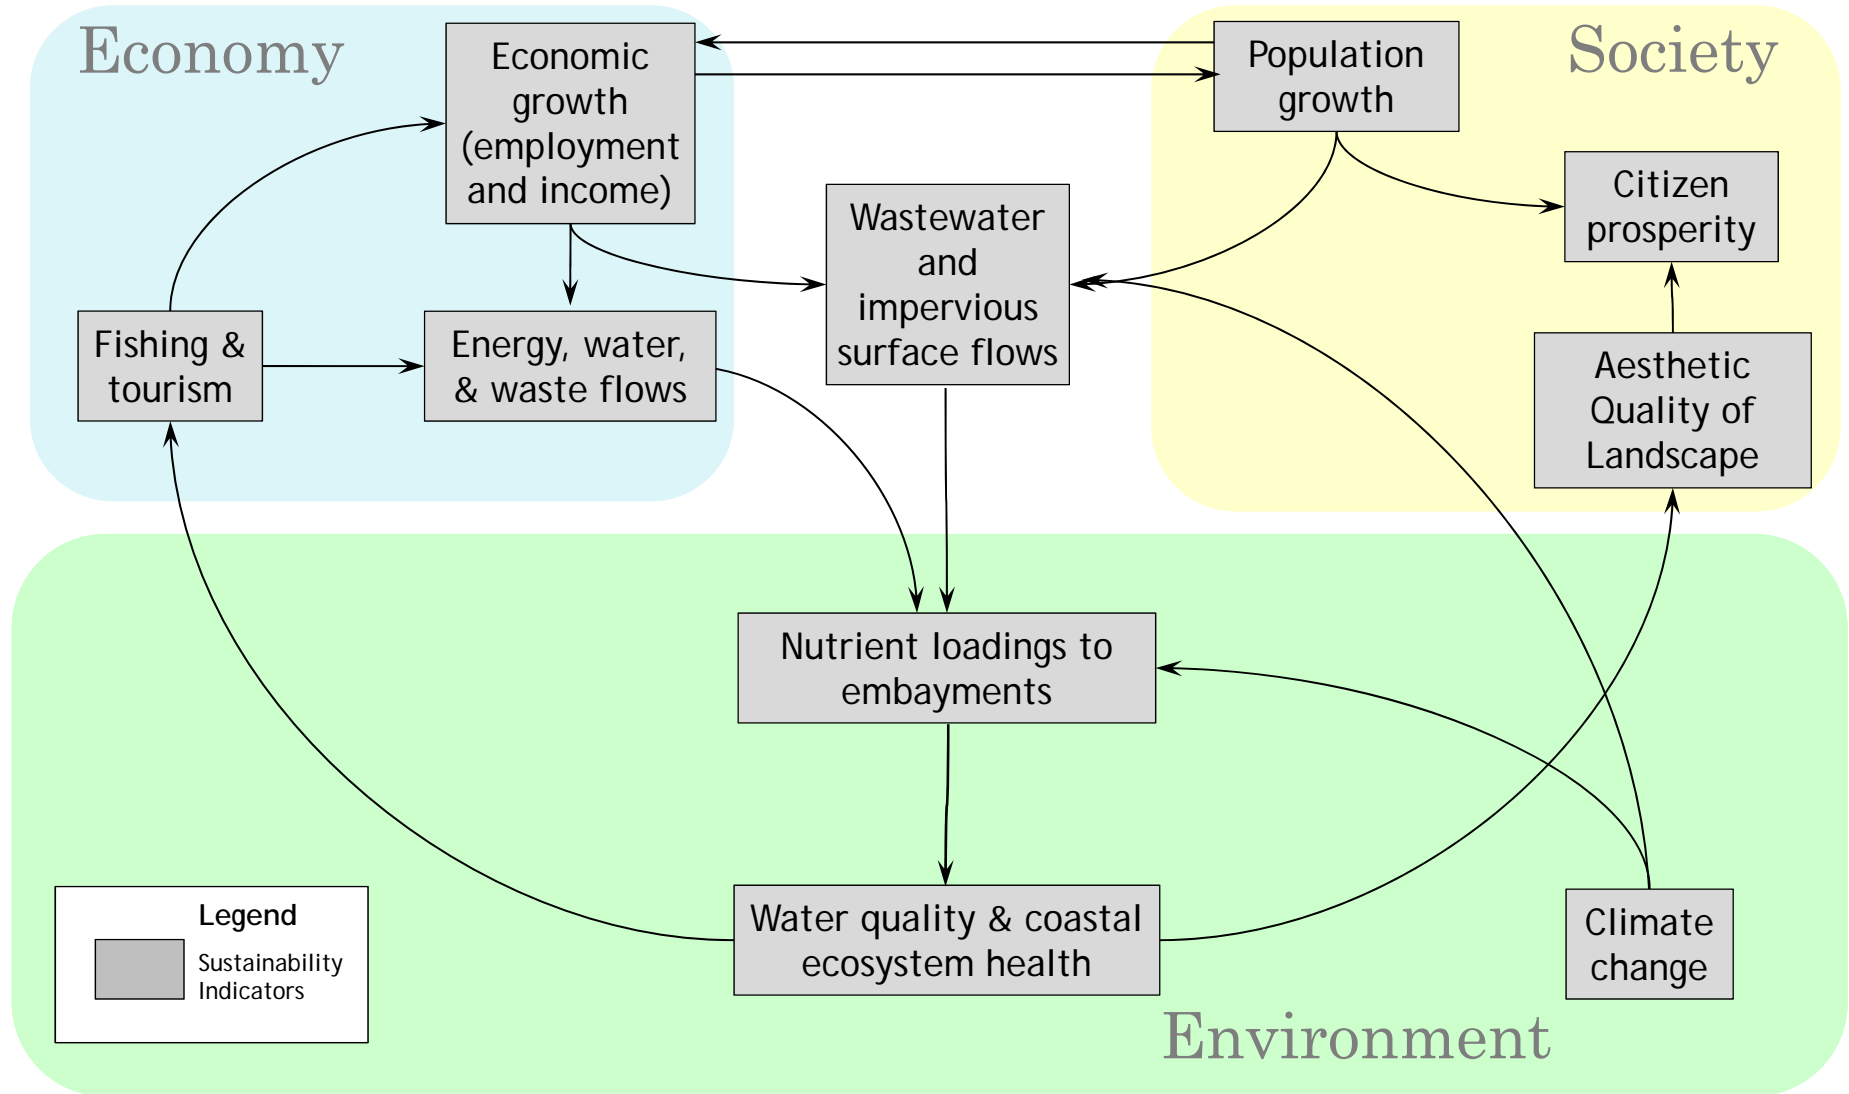 Economy
Economic
growth
(employment
and income)
Population
growth
Society
Citizen
prosperity
Wastewater
and
impervious
surface flows
Fishing &
tourism
Energy, water,
& waste flows
Aesthetic
Quality of
Landscape
Nutrient loadings to
embayments
Water quality & coastal
ecosystem health
Climate
change
Legend
Sustainability
Indicators
Environment